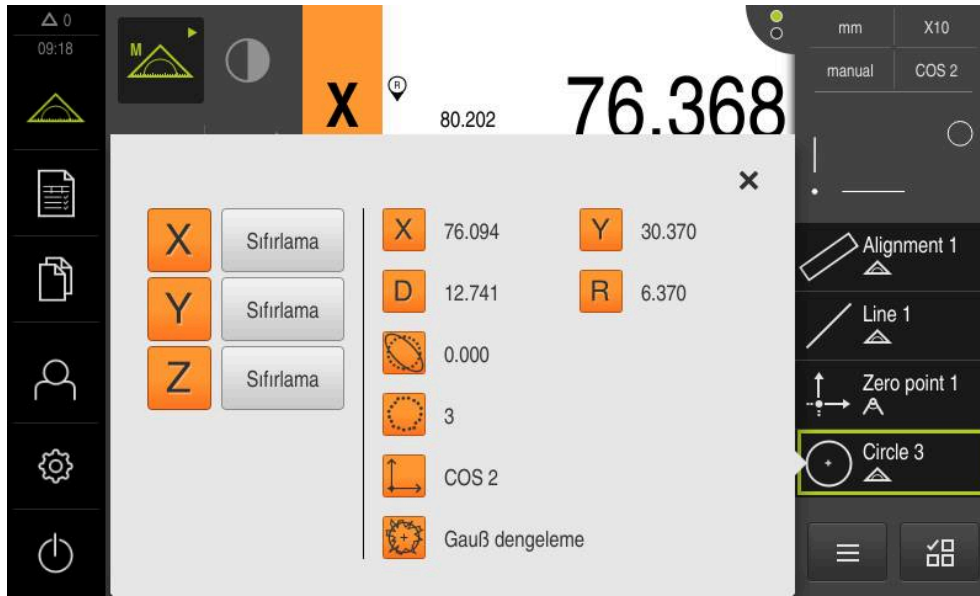 0
09:18
M
X
R
80.202
76.368
mm X10
manual COS 2
X Sıfırlama
Y Sıfırlama
Z Sıfırlama
X 76.094 Y 30.370
D 12.741 R 6.370
0.000
3
COS 2
Gauß dengeleme
Alignment 1
Line 1
Zero point 1
Circle 3